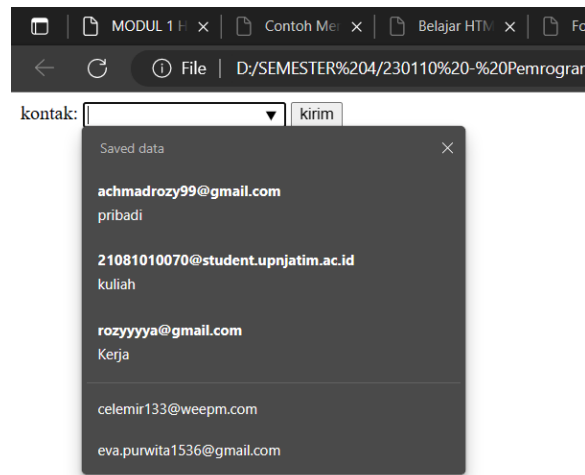 MODUL 1 H
Contoh Mer
Belajar HTM
Fo
File
D:/SEMESTER%204/230110%20-%20Pemrogran
kontak:
kirim
Saved data
achmadrozy99@gmail.com
pribadi
21081010070@student.upnjatim.ac.id
kuliah
rozyyyya@gmail.com
Kerja
celemir133@weepm.com
eva.purwita1536@gmail.com